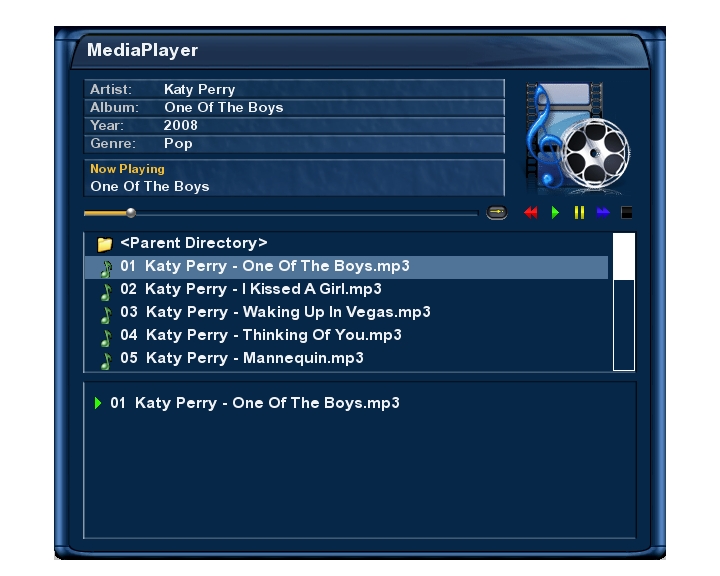 MediaPlayer
Artist: Katy Perry
Album: One Of The Boys
Year: 2008
Genre: Pop
Now Playing
One Of The Boys
<Parent Directory>
01 Katy Perry - One Of The Boys.mp3
02 Katy Perry - I Kissed A Girl.mp3
03 Katy Perry - Waking Up In Vegas.mp3
04 Katy Perry - Thinking Of You.mp3
05 Katy Perry - Mannequin.mp3
01 Katy Perry - One Of The Boys.mp3